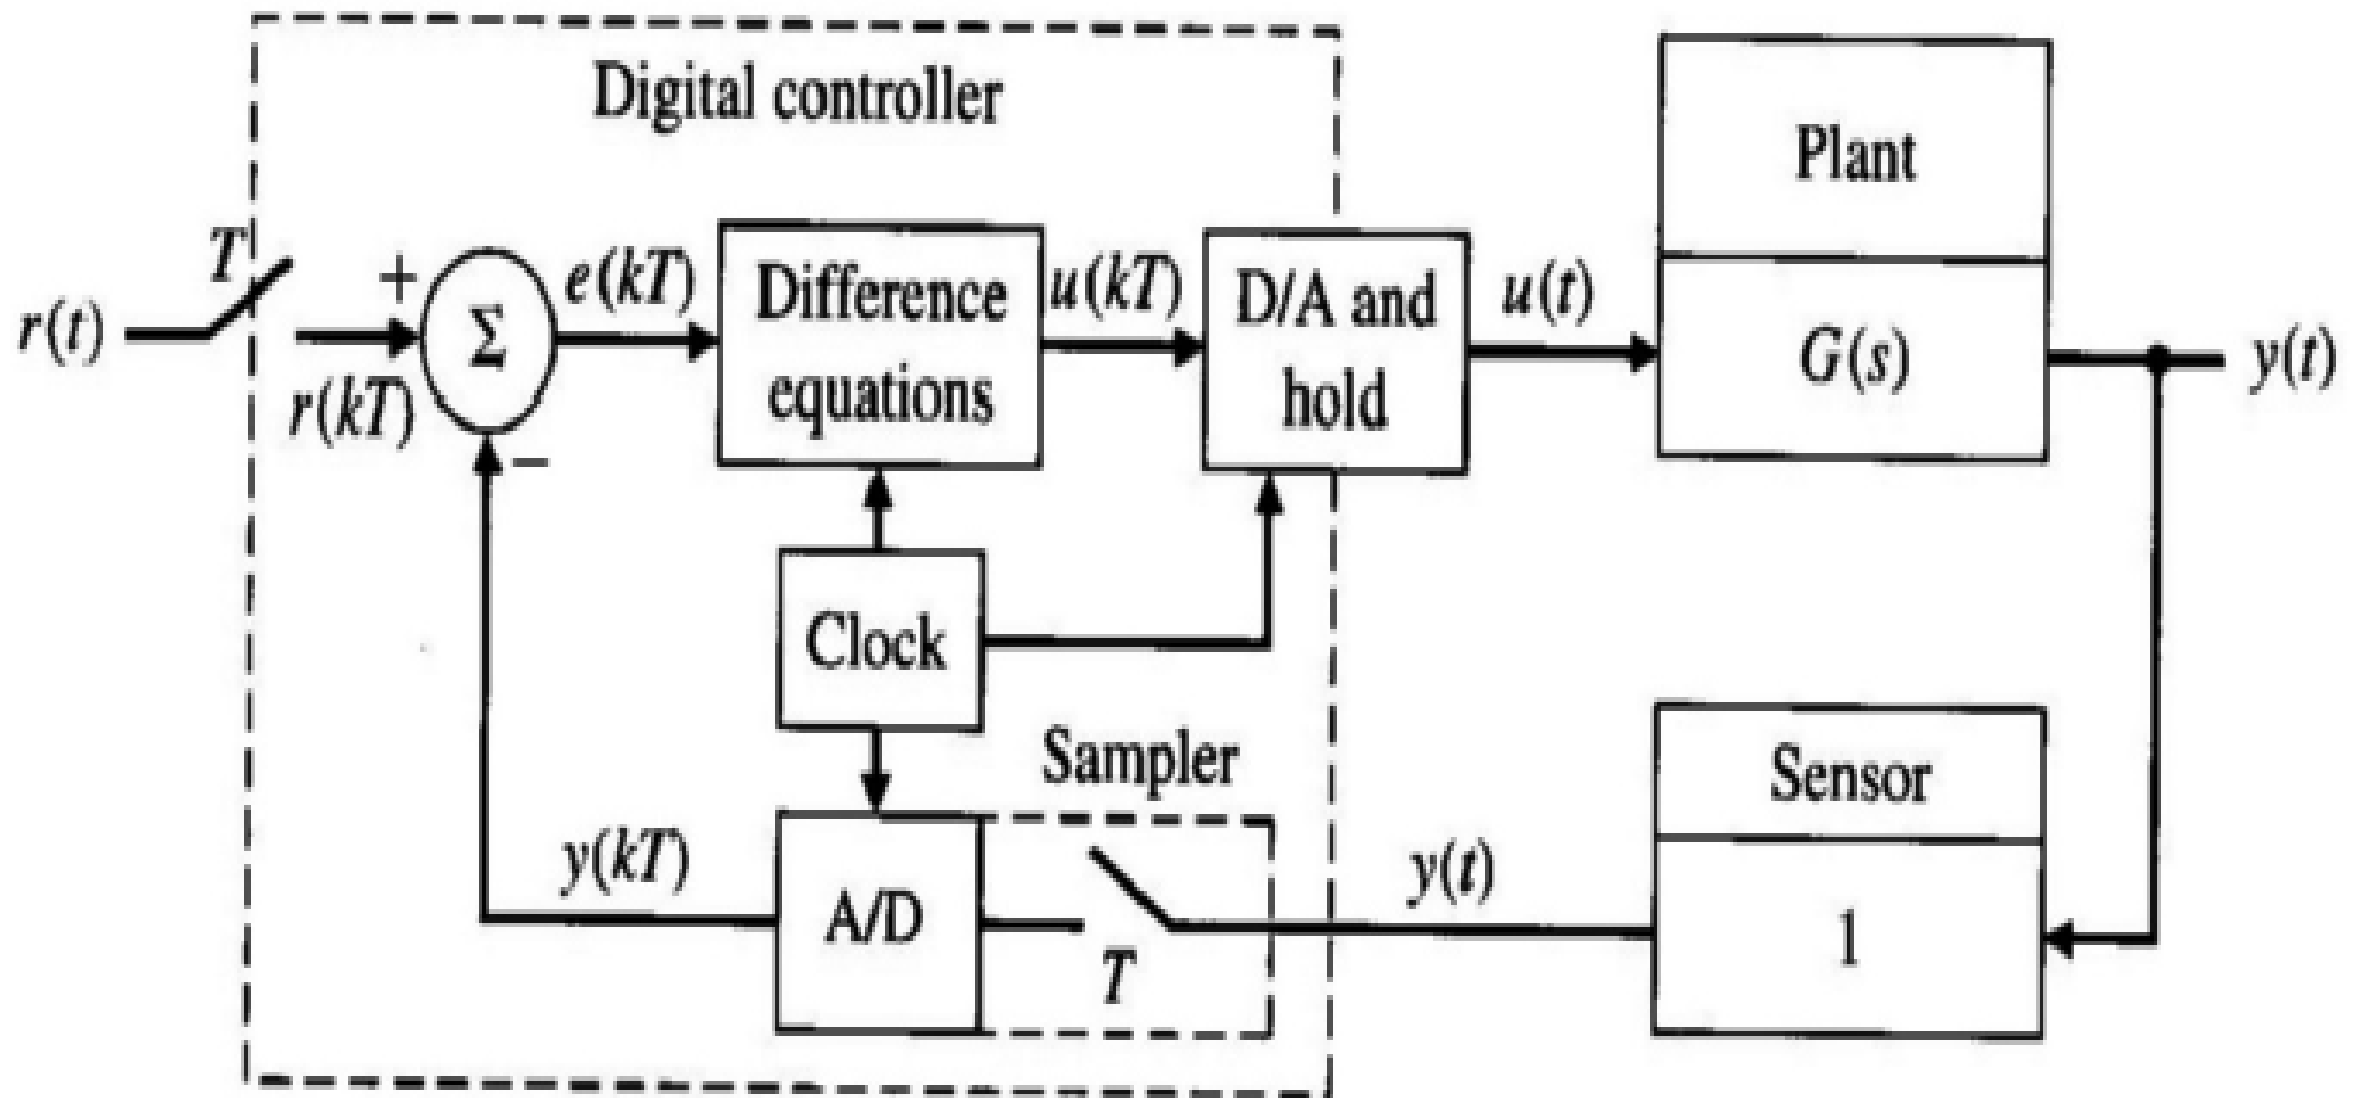 Digital controller
Plant
T
r(t)
+
r(kT)
Σ
−
e(kT)
Difference
equations
u(kT)
D/A and
hold
u(t)
G(s)
y(t)
Clock
Sampler
Sensor
y(kT)
A/D
T
y(t)
1